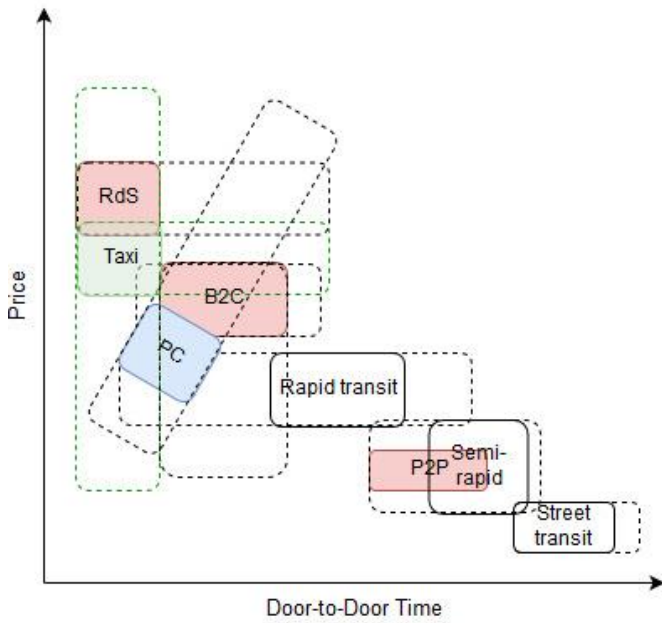 RdS
Taxi
B2C
Price
PC
Rapid transit
P2P
Semi-
rapid
Street
transit
Door-to-Door Time